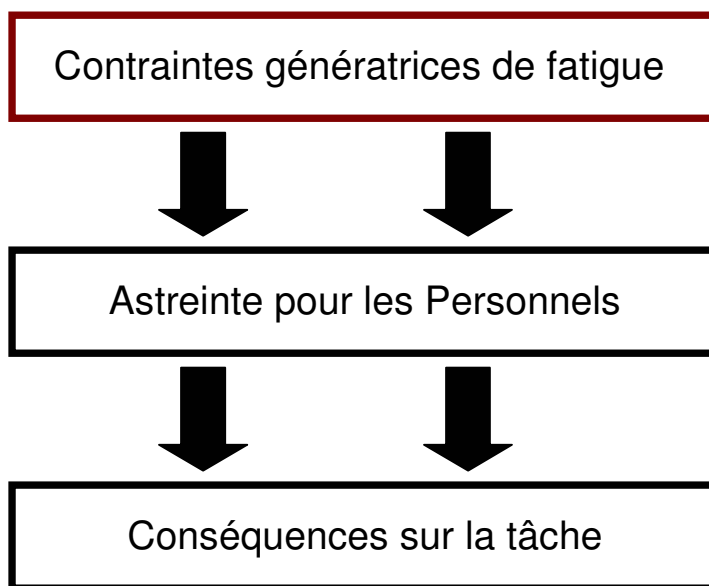 Contraintes génératrices de fatigue
Astreinte pour les Personnels
Conséquences sur la tâche